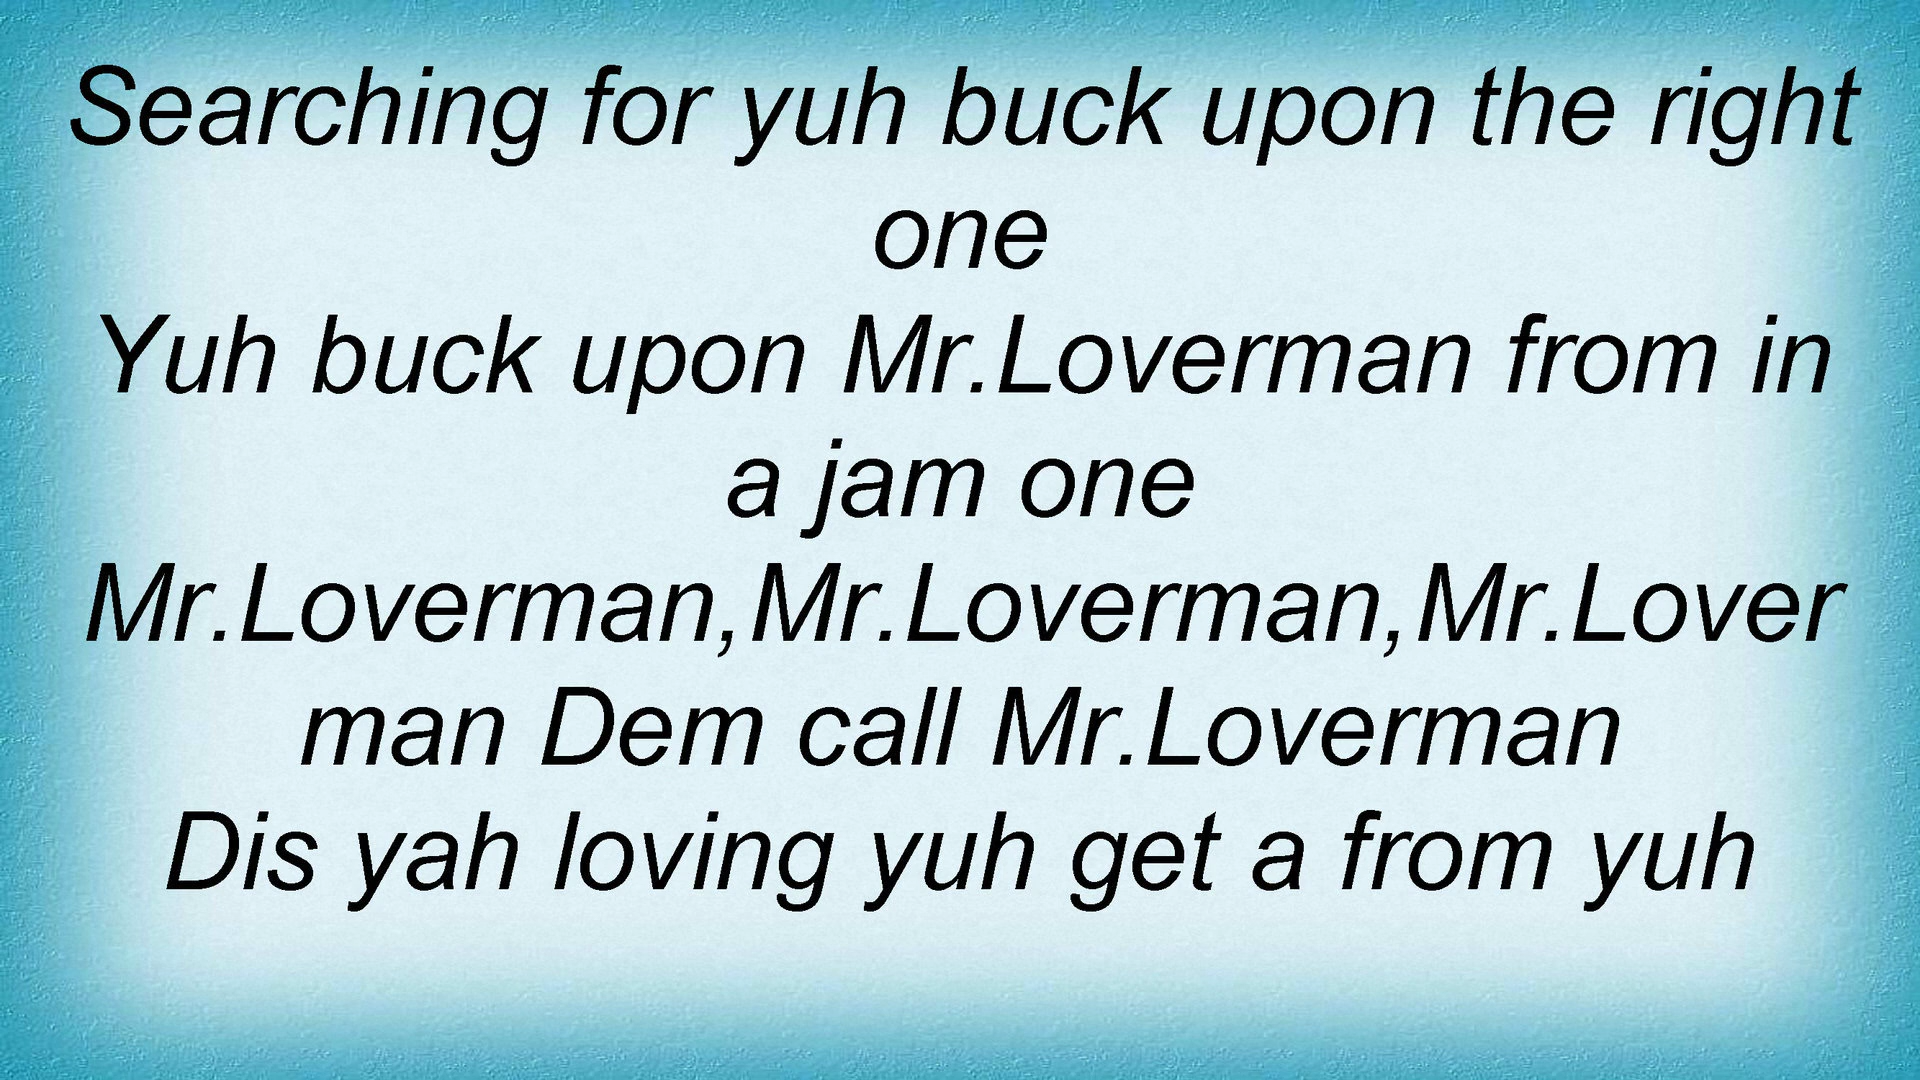 Searching for yuh buck upon the right
one
Yuh buck upon Mr.Loverman from in
a jam one
Mr.Loverman,Mr.Loverman,Mr.Lover
man Dem call Mr.Loverman
Dis yah loving yuh get a from yuh